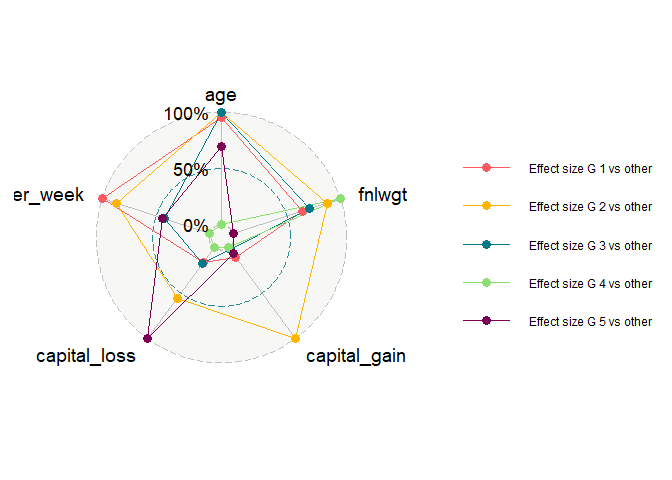 age
100%
50%
0%
er_week
fnlwgt
capital_loss
capital_gain
Effect size G 1 vs other
Effect size G 2 vs other
Effect size G 3 vs other
Effect size G 4 vs other
Effect size G 5 vs other